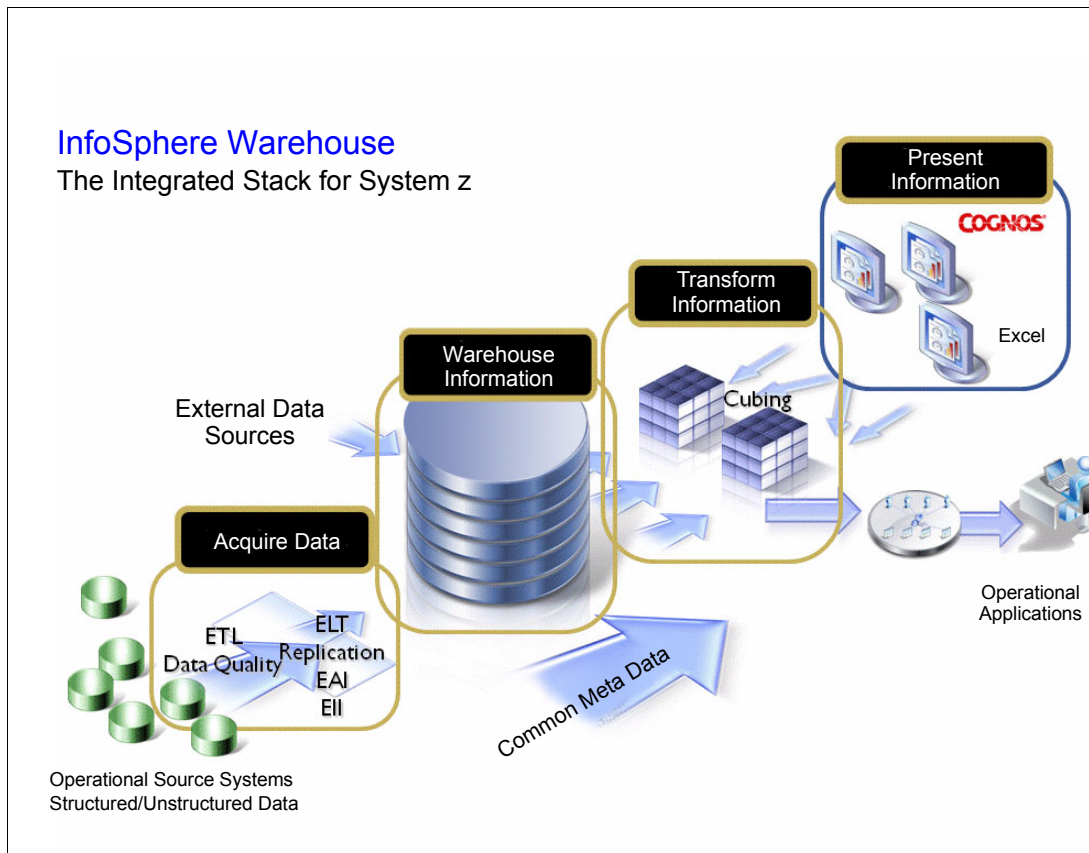 InfoSphere Warehouse
The Integrated Stack for System z
Present
Information
COGNOS®
Excel
Transform
Information
Cubing
Warehouse
Information
External Data
Sources
Acquire Data
ETL
Data Quality
ELT
Replication
EAI
EII
Common Meta Data
Operational
Applications
Operational Source Systems
Structured/Unstructured Data